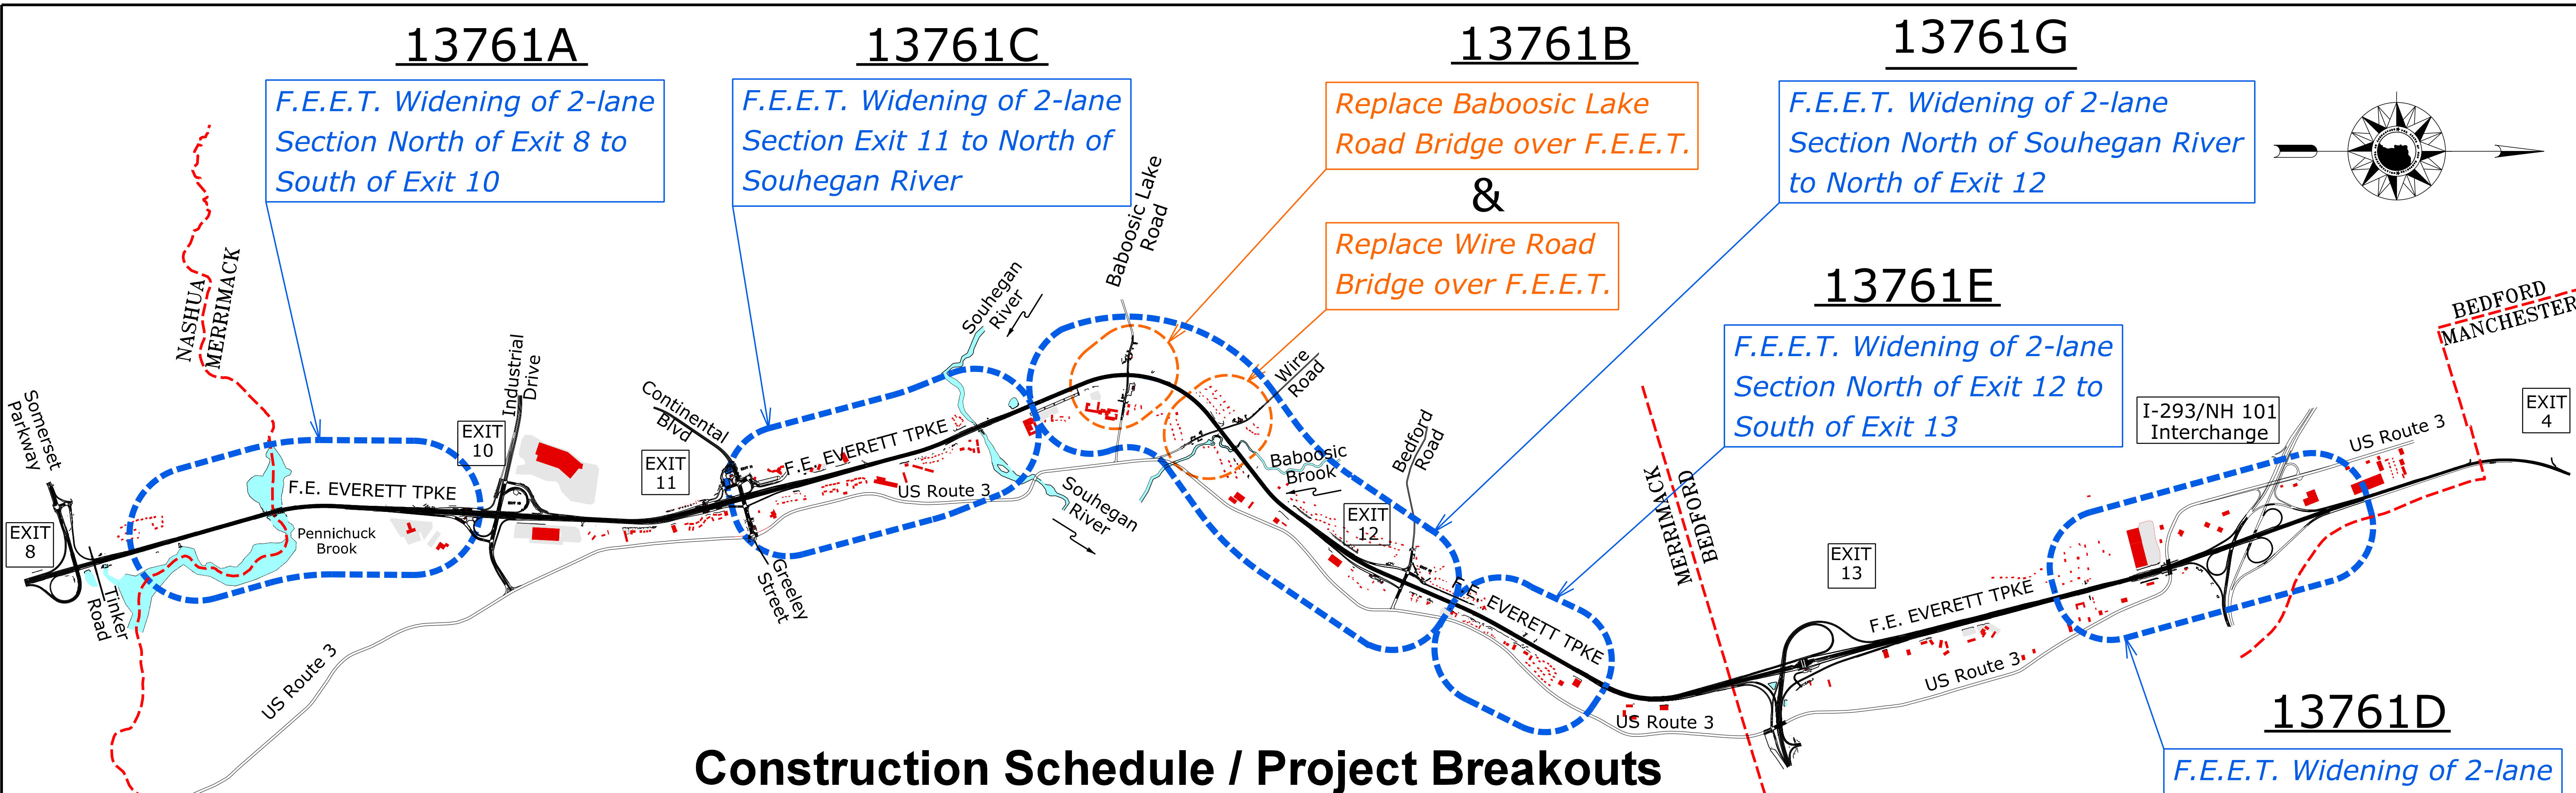 13761A
F.E.E.T. Widening of 2-lane
Section North of Exit 8 to
South of Exit 10
13761C
F.E.E.T. Widening of 2-lane
Section Exit 11 to North of
Souhegan River
13761B
Replace Baboosic Lake
Road Bridge over F.E.E.T.
&
Replace Wire Road
Bridge over F.E.E.T.
13761G
F.E.E.T. Widening of 2-lane
Section North of Souhegan River
to North of Exit 12
13761E
F.E.E.T. Widening of 2-lane
Section North of Exit 12 to
South of Exit 13
13761D
F.E.E.T. Widening of 2-lane
NASHUA
MERRIMACK
Somerset
Parkway
EXIT
8
Tinker
Road
F.E. EVERETT TPKE
Pennichuck
Brook
US Route 3
EXIT
10
Industrial
Drive
EXIT
11
Continental
Blvd
Greeley
Street
F.E. EVERETT TPKE
US Route 3
Souhegan
River
Souhegan
River
Baboosic Lake
Road
Wire
Road
Baboosic
Brook
EXIT
12
Bedford
Road
F.E. EVERETT TPKE
US Route 3
MERRIMACK
BEDFORD
EXIT
13
F.E. EVERETT TPKE
US Route 3
I-293/NH 101
Interchange
US Route 3
BEDFORD
MANCHESTER
EXIT
4
Construction Schedule / Project Breakouts